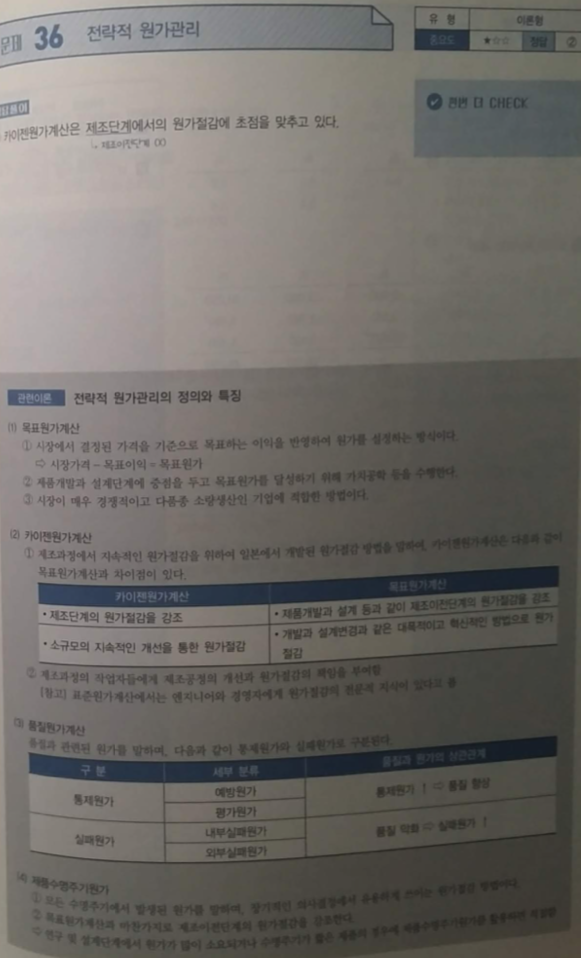 문제 36 전략적 원가관리
유 형 이론형
중요도 ★☆☆ 정답 ②
한번 더 CHECK
카이젠원가계산은 제조단계에서의 원가절감에 초점을 맞추고 있다.
관련이론 전략적 원가관리의 정의와 특징
(1) 목표원가계산
① 시장에서 결정된 가격을 기준으로 목표하는 이익을 반영하여 원가를 설정하는 방식이다.
⇨ 시장가격 - 목표이익 = 목표원가
② 제품개발과 설계단계에 중점을 두고 목표원가를 달성하기 위해 가치공학 등을 수행한다.
③ 시장이 매우 경쟁적이고 다품종 소량생산인 기업에 적합한 방법이다.
(2) 카이젠원가계산
① 제조과정에서 지속적인 원가절감을 위하여 일본에서 개발된 원가절감 방법을 말하며, 카이젠원가계산은 다음과 같이
목표원가계산과 차이점이 있다.
카이젠원가계산 목표원가계산
• 제조단계의 원가절감을 강조 • 제품개발과 설계 등과 같이 제조이전단계의 원가절감을 강조
• 소규모의 지속적인 개선을 통한 원가절감 • 개발과 설계변경과 같은 대폭적이고 혁신적인 방법으로 원가
절감
② 제조과정의 작업자들에게 제조공정의 개선과 원가절감의 책임을 부여함
[참고] 표준원가계산에서는 엔지니어와 경영자에게 원가절감의 전문적 지식이 있다고 봄
(3) 품질원가계산
품질과 관련된 원가를 말하며, 다음과 같이 통제원가와 실패원가로 구분된다.
구 분 세부 분류 품질과 원가의 상관관계
통제원가 예방원가 통제원가 ↑ ⇨ 품질 향상
평가원가
실패원가 내부실패원가 품질 악화 ⇨ 실패원가 ↑
외부실패원가
(4) 제품수명주기원가
① 모든 수명주기에서 발생된 원가를 말하며, 장기적인 의사결정에서 유용하게 쓰이는 원가절감 방법이다.
② 목표원가계산과 마찬가지로 제조이전단계의 원가절감을 강조한다.
⇨ 연구 및 설계단계에서 원가가 많이 소요되거나 수명주기가 짧은 제품의 경우에 제품수명주기원가를 활용하면 적절함